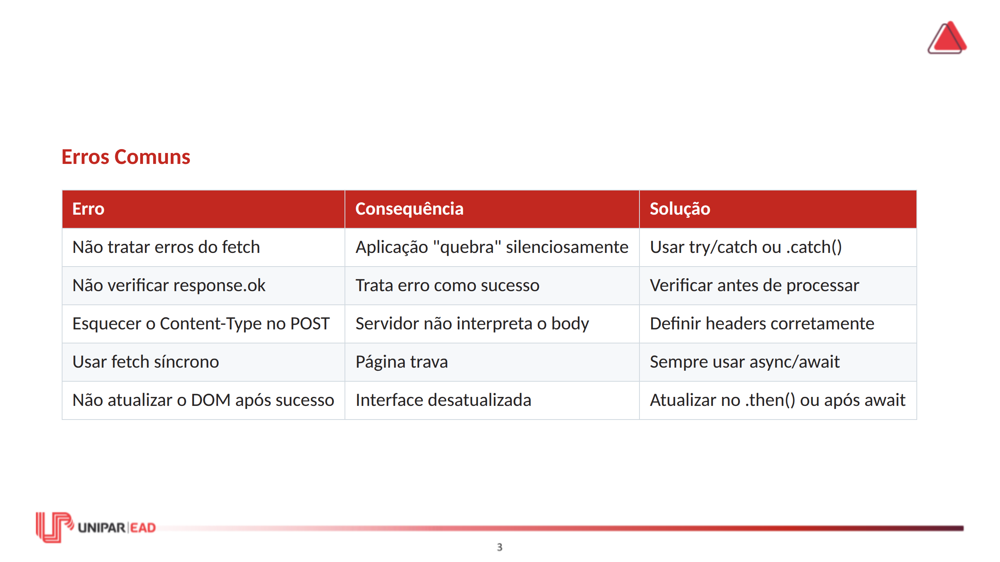 Erros Comuns
Erro Consequência Solução
Não tratar erros do fetch Aplicação "quebra" silenciosamente Usar try/catch ou .catch()
Não verificar response.ok Trata erro como sucesso Verificar antes de processar
Esquecer o Content-Type no POST Servidor não interpreta o body Definir headers corretamente
Usar fetch síncrono Página trava Sempre usar async/await
Não atualizar o DOM após sucesso Interface desatualizada Atualizar no .then() ou após await
UNIPAR|EAD
3